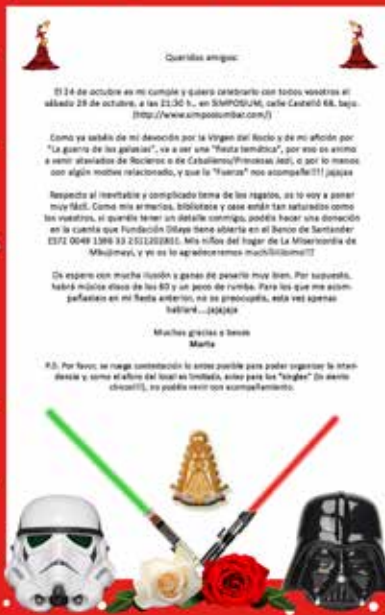 Queridos amigos:
El 24 de octubre es mi cumple y quiero celebrarlo con todos vosotros el
sábado 29 de octubre, a las 21:30 h., en SIMPOSIUM, calle Castelló 68, bajo.
(http://www.simposiumbar.com/)
Como ya sabéis de mi devoción por la Virgen del Rocío y de mi afición por
"La guerra de las galaxias", va a ser una "fiesta temática", por eso os animo
a venir ataviados de Rocieros o de Caballeros/Princesas Jedi, o por lo menos
con algún motivo relacionado, y que la "Fuerza" nos acompañe!!!! jajajaa
Respecto al inevitable y complicado tema de los regalos, os lo voy a poner
muy fácil. Como mis armarios, biblioteca y casa están tan saturados como
los vuestros, si queréis tener un detalle conmigo, podéis hacer una donación
en la cuenta que Fundación Dilaya tiene abierta en el Banco de Santander
Mis niños del hogar de La Misericordia de
Mbujimayi, y yo os lo agradeceremos
Os espero con mucha ilusión y ganas de pasarlo muy bien. Por supuesto,
habrá música disco de los 80 y un poco de rumba. Para los que me acom-
pañasteis en mi fiesta anterior, no os preocupéis, esta vez apenas
hablaré....jajajaja
Muchas gracias y besos
Marta
P.D. Por favor, se ruega contestación lo antes posible para poder organizar la inten-
dencia y, como el aforo del local es limitado, salvo para los "singles" (lo siento
chicos!!!), no podéis venir con acompañamiento.